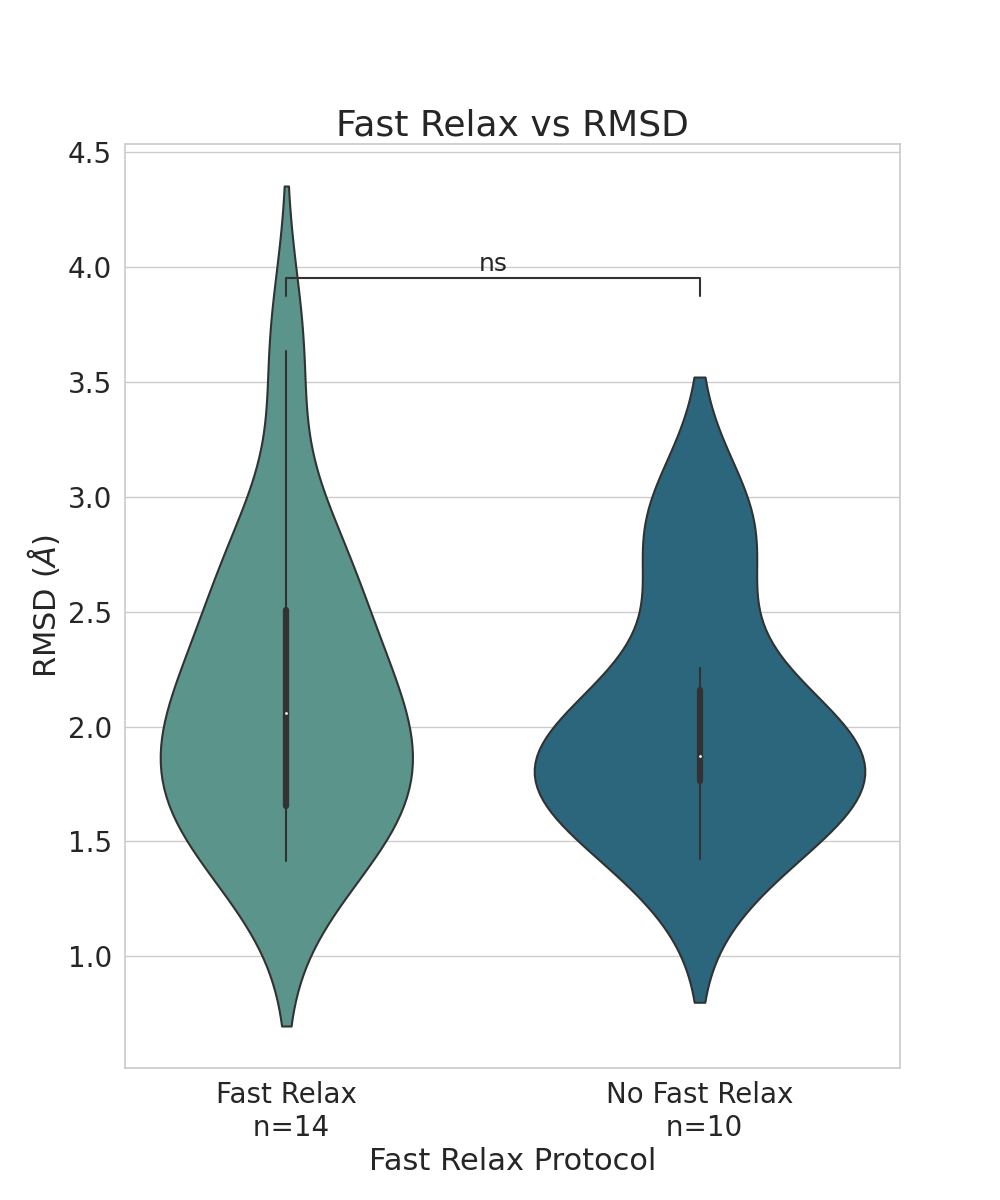 Fast Relax vs RMSD
4.5
4.0
3.5
3.0
2.5
2.0
1.5
1.0
RMSD (Å)
ns
Fast Relax
n=14
No Fast Relax
n=10
Fast Relax Protocol